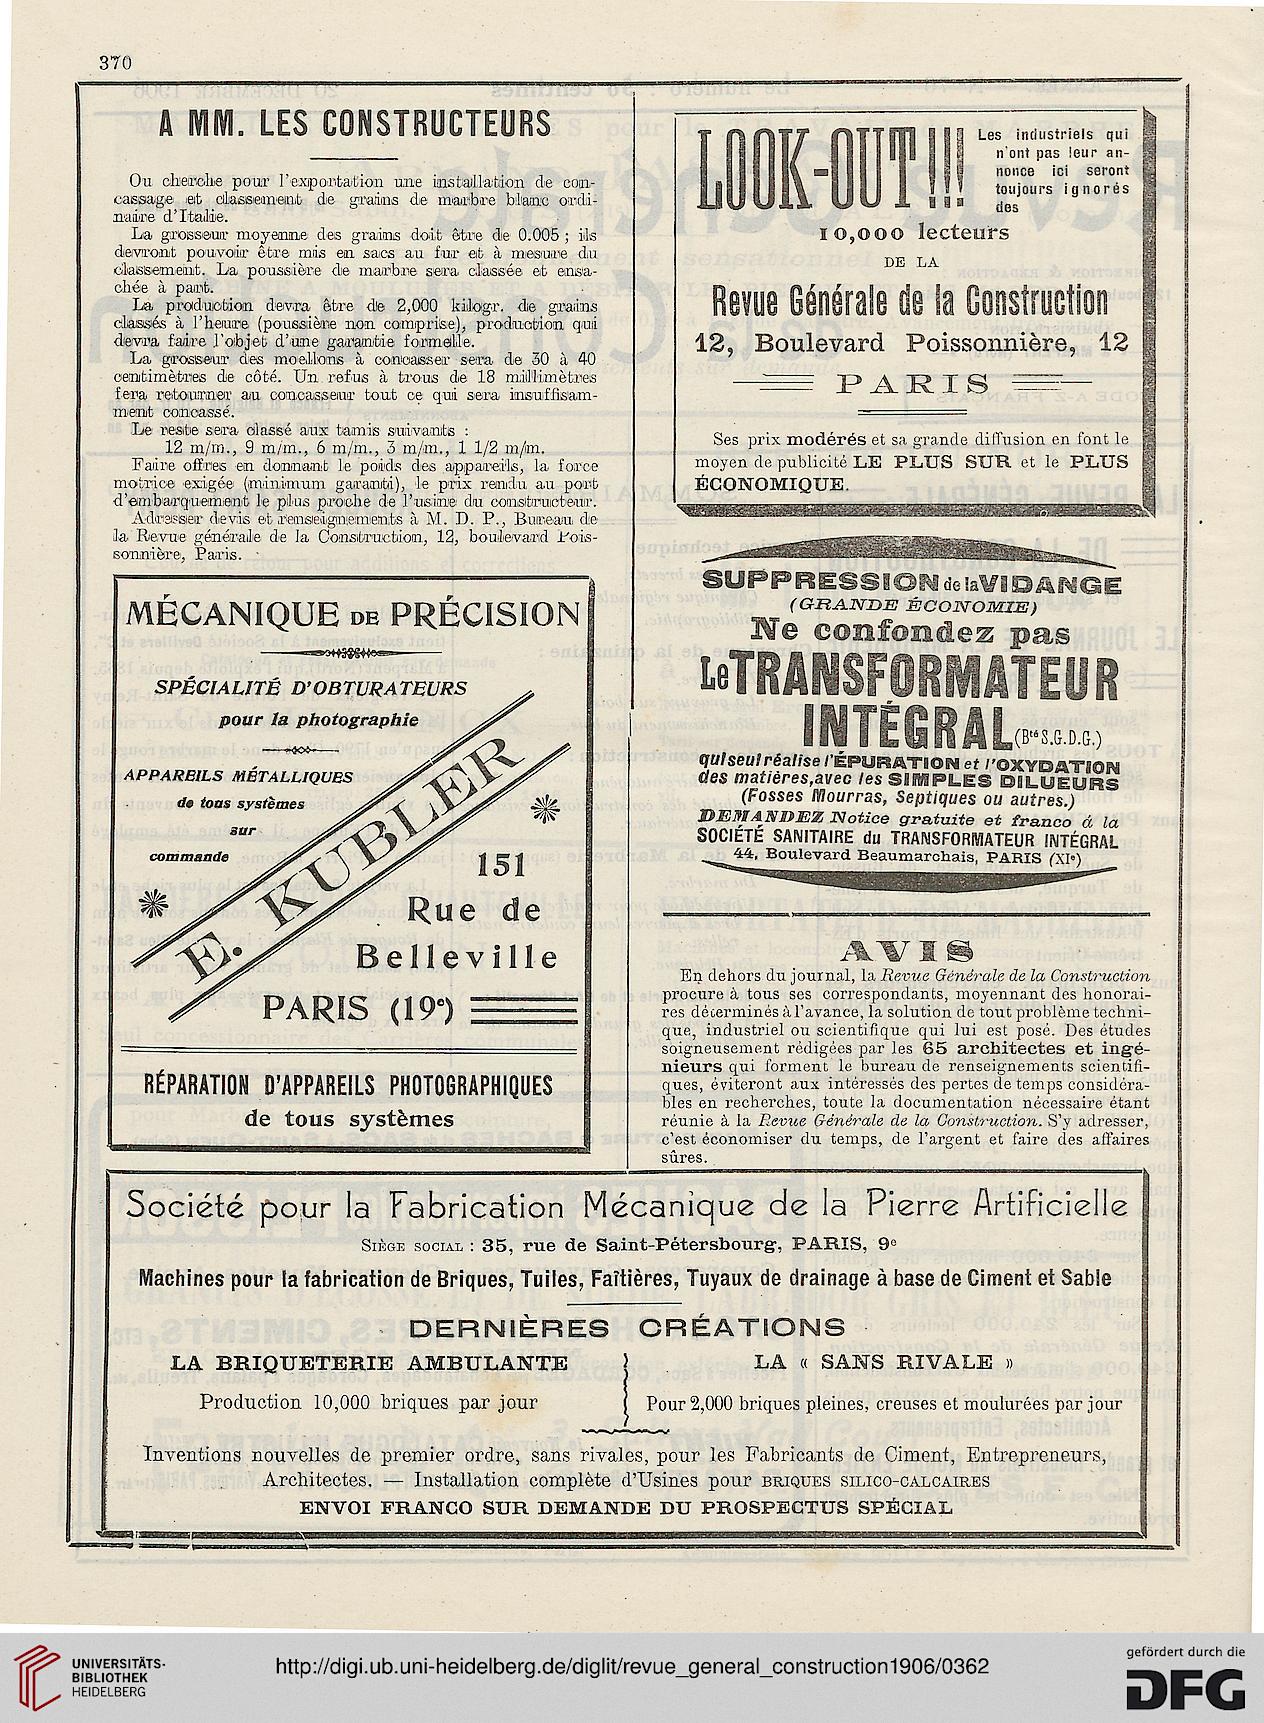 370
A MM. LES CONSTRUCTEURS
On cherche pour l'exportation une installation de con-
cassage et classement de grains de marbre blanc ordi-
naire d'Italie.
La grosseur moyenne des grains doit être de 0.005 ; ils
devront pouvoir être mis en sacs au fur et à mesure du
classement. La poussière de marbre sera classée et ensa-
chée à part.
La production devra être de 2,000 kilogr. de grains
classés à l'heure (poussière non comprise), production qui
devra faire l'objet d'une garantie formelle.
La grosseur des moellons à concasser sera de 30 à 40
centimètres de côté. Un refus à trous de 18 millimètres
fera retourner au concasseur tout ce qui sera insuffisam-
ment concassé.
Le reste sera classé aux tamis suivants :
12 m/m., 9 m/m., 6 m/m., 3 m/m., 1 1/2 m/m.
Faire offres en donnant le poids des appareils, la force
motrice exigée (minimum garanti), le prix rendu au port
d'embarquement le plus proche de l'usine du constructeur.
Adresser devis et renseignements à M. D. P., Bureau de
la Revue générale de la Construction, 12, boulevard Pois-
sonnière, Paris.
MÉCANIQUE DE PRÉCISION
SPÉCIALITÉ D'OBTURATEURS
pour la photographie
APPAREILS MÉTALLIQUES
de tous systèmes
sur
commande
E. KUBLER
151
Rue de
Belleville
PARIS (19e)
RÉPARATION D'APPAREILS PHOTOGRAPHIQUES
de tous systèmes
LOOK-OUT!!!
Les industriels qui
n'ont pas leur an-
nonce ici seront
toujours ignorés
des
10,000 lecteurs
DE LA
Revue Générale de la Construction
12, Boulevard Poissonnière, 12
PARIS
Ses prix modérés et sa grande diffusion en font le
moyen de publicité LE PLUS SUR et le PLUS
ÉCONOMIQUE.
SUPPRESSION de la VIDANGE
(GRANDE ÉCONOMIE)
Ne confondez pas
Le TRANSFORMATEUR
INTÉGRAL (Bté S.G.D.G.)
qui seul réalise l'ÉPURATION et l'OXYDATION
des matières, avec les SIMPLES DILUEURS
(Fosses Mourras, Septiques ou autres.)
DEMANDEZ Notice gratuite et franco à la
SOCIÉTÉ SANITAIRE du TRANSFORMATEUR INTÉGRAL
44, Boulevard Beaumarchais, PARIS (XIe)
AVIS
En dehors du journal, la Revue Générale de la Construction
procure à tous ses correspondants, moyennant des honorai-
res déterminés à l'avance, la solution de tout problème techni-
que, industriel ou scientifique qui lui est posé. Des études
soigneusement rédigées par les 65 architectes et ingé-
nieurs qui forment le bureau de renseignements scientifi-
ques, éviteront aux intéressés des pertes de temps considéra-
bles en recherches, toute la documentation nécessaire étant
réunie à la Revue Générale de la Construction. S'y adresser,
c'est économiser du temps, de l'argent et faire des affaires
sûres.
Société pour la Fabrication Mécanique de la Pierre Artificielle
SIÈGE SOCIAL : 35, rue de Saint-Pétersbourg, PARIS, 9e
Machines pour la fabrication de Briques, Tuiles, Faîtières, Tuyaux de drainage à base de Ciment et Sable
DERNIÈRES CRÉATIONS
LA BRIQUETERIE AMBULANTE
Production 10,000 briques par jour
LA « SANS RIVALE »
Pour 2,000 briques pleines, creuses et moulurées par jour
Inventions nouvelles de premier ordre, sans rivales, pour les Fabricants de Ciment, Entrepreneurs,
Architectes. — Installation complète d'Usines pour BRIQUES SILICO-CALCAIRES
ENVOI FRANCO SUR DEMANDE DU PROSPECTUS SPÉCIAL
UNIVERSITÄTS-
BIBLIOTHEK
HEIDELBERG
http://digi.ub.uni-heidelberg.de/diglit/revue_general_construction1906/0362
gefördert durch die
DFG